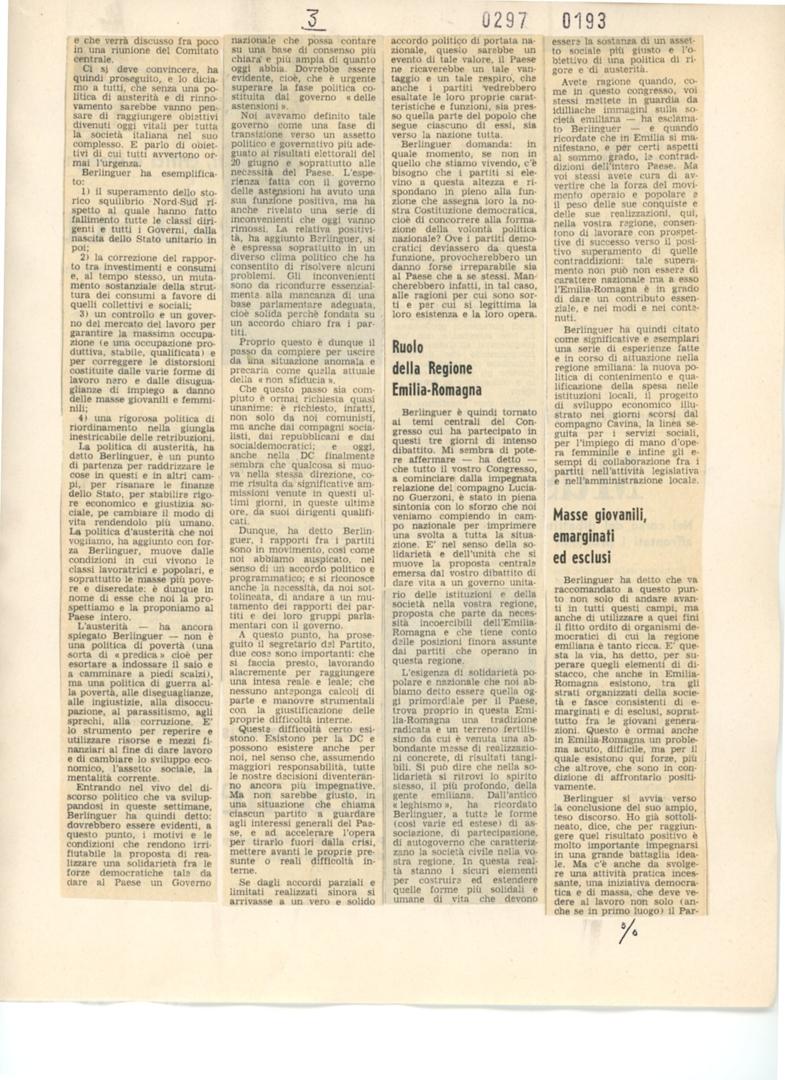 3
0297 0193
e che verrà discusso fra poco
in una riunione del Comitato
centrale.
Ci si deve convincere, ha
quindi proseguito, e lo dicia-
mo a tutti, che senza una po-
litica di austerità e di rinno-
vamento sarebbe vanno pen-
sare di raggiungere obiettivi
divenuti oggi vitali per tutta
la società italiana nel suo
complesso. E parlo di obiet-
tivi di cui tutti avvertono or-
mai l'urgenza.
Berlinguer ha esemplifica-
to:
1) il superamento dello sto-
rico squilibrio Nord-Sud ri-
spetto al quale hanno fatto
fallimento tutte le classi diri-
genti e tutti i Governi, dalla
nascita dello Stato unitario in
poi;
2) la correzione del rappor-
to tra investimenti e consumi
e, al tempo stesso, un muta-
mento sostanziale della strut-
tura dei consumi a favore di
quelli collettivi e sociali;
3) un controllo e un gover-
no del mercato del lavoro per
garantire la massima occupa-
zione (e una occupazione pro-
duttiva, stabile, qualificata) e
per correggere le distorsioni
costituite dalle varie forme di
lavoro nero e dalle disugua-
glianze di impiego a danno
delle masse giovanili e femmi-
nili;
4) una rigorosa politica di
riordinamento nella giungla
inestricabile delle retribuzioni.
La politica di austerità, ha
detto Berlinguer, è un punto
di partenza per raddrizzare le
cose in questi e in altri cam-
pi, per risanare le finanze
dello Stato, per stabilire rigo-
re economico e giustizia so-
ciale, pe cambiare il modo di
vita rendendolo più umano.
La politica d'austerità che noi
vogliamo, ha aggiunto con for-
za Berlinguer, muove dalle
condizioni in cui vivono le
classi lavoratrici e popolari, e
soprattutto le masse più pove-
re e diseredate: è dunque in
nome di esse che noi la pro-
spettiamo e la proponiamo al
Paese intero.
L'austerità — ha ancora
spiegato Berlinguer — non è
una politica di povertà (una
sorta di « predica » cioè per
esortare a indossare il saio e
a camminare a piedi scalzi),
ma una politica di guerra al-
la povertà, alle diseguaglianze,
alle ingiustizie, alla disoccu-
pazione, al parassitismo, agli
sprechi, alla corruzione. E'
lo strumento per reperire e
utilizzare risorse e mezzi fi-
nanziari al fine di dare lavoro
e di cambiare lo sviluppo eco-
nomico, l'assetto sociale, la
mentalità corrente.
Entrando nel vivo del di-
scorso politico che va svilup-
pandosi in queste settimane,
Berlinguer ha quindi detto:
dovrebbero essere evidenti, a
questo punto, i motivi e le
condizioni che rendono irri-
fiutabile la proposta di rea-
lizzare una solidarietà fra le
forze democratiche tale da
dare al Paese un Governo
nazionale che possa contare
su una base di consenso più
chiara e più ampia di quanto
oggi abbia. Dovrebbe essere
evidente, cioè, che è urgente
superare la fase politica co-
stituita dal governo « delle
astensioni ».
Noi avevamo definito tale
governo come una fase di
transizione verso un assetto
politico e governativo più ade-
guato ai risultati elettorali del
20 giugno e soprattutto alle
necessità del Paese. L'espe-
rienza fatta con il governo
delle astensioni ha avuto una
sua funzione positiva, ma ha
anche rivelato una serie di
inconvenienti che oggi vanno
rimossi. La relativa positivi-
tà, ha aggiunto Berlinguer, si
è espressa soprattutto in un
diverso clima politico che ha
consentito di risolvere alcuni
problemi. Gli inconvenienti
sono da ricondurre essenzial-
mente alla mancanza di una
base parlamentare adeguata,
cioè solida perchè fondata su
un accordo chiaro fra i par-
titi.
Proprio questo è dunque il
passo da compiere per uscire
da una situazione anomala e
precaria come quella attuale
della « non sfiducia ».
Che questo passo sia com-
piuto è ormai richiesta quasi
unanime: è richiesto, infatti,
non solo da noi comunisti,
ma anche dai compagni socia-
listi, dai repubblicani e dai
socialdemocratici; e oggi,
anche nella DC finalmente
sembra che qualcosa si muo-
va nella stessa direzione, co-
me risulta da significative am-
missioni venute in questi ul-
timi giorni, in queste ultime
ore, da suoi dirigenti qualifi-
cati.
Dunque, ha detto Berlin-
guer, i rapporti fra i partiti
sono in movimento, così come
noi abbiamo auspicato, nel
senso di un accordo politico e
programmatico; e si riconosce
anche la necessità, da noi sot-
tolineata, di andare a un mu-
tamento dei rapporti dei par-
titi e dei loro gruppi parla-
mentari con il governo.
A questo punto, ha prose-
guito il segretario del Partito,
due cose sono importanti: che
si faccia presto, lavorando
alacremente per raggiungere
una intesa reale e leale; che
nessuno anteponga calcoli di
parte e manovre strumentali
con la giustificazione delle
proprie difficoltà interne.
Queste difficoltà certo esi-
stono. Esistono per la DC e
possono esistere anche per
noi, nel senso che, assumendo
maggiori responsabilità, tutte
le nostre decisioni diventeran-
no ancora più impegnative.
Ma non sarebbe giusto, in
una situazione che chiama
ciascun partito a guardare
agli interessi generali del Pae-
se, e ad accelerare l'opera
per tirarlo fuori dalla crisi,
mettere avanti le proprie pre-
sunte o reali difficoltà in-
terne.
Se dagli accordi parziali e
limitati realizzati sinora si
arrivasse a un vero e solido
accordo politico di portata na-
zionale, questo sarebbe un
evento di tale valore, il Paese
ne ricaverebbe un tale van-
taggio e un tale respiro, che
anche i partiti vedrebbero
esaltate le loro proprie carat-
teristiche e funzioni, sia pres-
so quella parte del popolo che
segue ciascuno di essi, sia
verso la nazione tutta.
Berlinguer domanda: in
quale momento, se non in
quello che stiamo vivendo, c'è
bisogno che i partiti si ele-
vino a questa altezza e ri-
spondano in pieno alla fun-
zione che assegna loro la no-
stra Costituzione democratica,
cioè di concorrere alla forma-
zione della volontà politica
nazionale? Ove i partiti demo-
cratici deviassero da questa
funzione, provocherebbero un
danno forse irreparabile sia
al Paese che a se stessi. Man-
cherebbero infatti, in tal caso,
alle ragioni per cui sono sor-
ti e per cui si legittima la
loro esistenza e la loro opera.
Ruolo
della Regione
Emilia-Romagna
Berlinguer è quindi tornato
ai temi centrali del Con-
gresso cui ha partecipato in
questi tre giorni di intenso
dibattito. Mi sembra di pote-
re affermare — ha detto —
che tutto il vostro Congresso,
a cominciare dalla impegnata
relazione del compagno Lucia-
no Guerzoni, è stato in piena
sintonia con lo sforzo che noi
veniamo compiendo in cam-
po nazionale per imprimere
una svolta a tutta la situa-
zione. E' nel senso della so-
lidarietà e dell'unità che si
muove la proposta centrale
emersa dal vostro dibattito di
dare vita a un governo unita-
rio delle istituzioni e della
società nella vostra regione,
proposta che parte da neces-
sità incoercibili dell'Emilia-
Romagna e che tiene conto
delle posizioni finora assunte
dai partiti che operano in
questa regione.
L'esigenza di solidarietà po-
polare e nazionale che noi ab-
biamo detto essere quella og-
gi primordiale per il Paese,
trova proprio in questa Emi-
lia-Romagna una tradizione
radicata e un terreno fertilis-
simo da cui è venuta una ab-
bondante messe di realizzazio-
ni concrete, di risultati tangi-
bili. Si può dire che nella so-
lidarietà si ritrovi lo spirito
stesso, il più profondo, della
gente emiliana. Dall'antico
« leghismo », ha ricordato
Berlinguer, a tutte le forme
(così varie ed estese) di as-
sociazione, di partecipazione,
di autogoverno che caratteriz-
zano la società civile nella vo-
stra regione. In questa real-
tà stanno i sicuri elementi
per costruire ed estendere
quelle forme più solidali e
umane di vita che devono
essere la sostanza di un asset-
to sociale più giusto e l'o-
biettivo di una politica di ri-
gore e di austerità.
Avete ragione quando, co-
me in questo congresso, voi
stessi mettete in guardia da
idilliache immagini sulla so-
cietà emiliana — ha esclama-
to Berlinguer — e quando
ricordate che in Emilia si ma-
nifestano, e per certi aspetti
al sommo grado, le contrad-
dizioni dell'intero Paese. Ma
voi stessi avete cura di av-
vertire che la forza del movi-
mento operaio e popolare e
il peso delle sue conquiste e
delle sue realizzazioni, qui,
nella vostra regione, consen-
tono di lavorare con prospetti-
ve di successo verso il posi-
tivo superamento di quelle
contraddizioni: tale supera-
mento non può non essere di
carattere nazionale ma a esso
l'Emilia-Romagna è in grado
di dare un contributo essen-
ziale, e nei modi e nei conte-
nuti.
Berlinguer ha quindi citato
come significative e esemplari
una serie di esperienze fatte
e in corso di attuazione nella
regione emiliana: la nuova po-
litica di contenimento e qua-
lificazione della spesa nelle
istituzioni locali, il progetto
di sviluppo economico illu-
strato nei giorni scorsi dal
compagno Cavina, la linea se-
guita per i servizi sociali,
per l'impiego di mano d'ope-
ra femminile e infine gli e-
sempi di collaborazione fra i
partiti nell'attività legislativa
e nell'amministrazione locale.
Masse giovanili,
emarginati
ed esclusi
Berlinguer ha detto che va
raccomandato a questo pun-
to non solo di andare avan-
ti in tutti questi campi, ma
anche di utilizzare a quei fini
il fitto ordito di organismi de-
mocratici di cui la regione
emiliana è tanto ricca. E' que-
sta la via, ha detto, per su-
perare quegli elementi di di-
stacco, che anche in Emilia
Romagna esistono, tra gli
strati organizzati della socie-
tà e fasce consistenti di e-
marginati e di esclusi, soprat-
tutto fra le giovani genera-
zioni. Questo è ormai anche
in Emilia-Romagna un proble-
ma acuto, difficile, ma per il
quale esistono qui forze, più
che altrove, che sono in con-
dizione di affrontarlo positi-
vamente.
Berlinguer si avvia verso
la conclusione del suo ampio,
teso discorso. Ho già sottoli-
neato, dice, che per raggiun-
gere quel risultato positivo è
molto importante impegnarsi
in una grande battaglia idea-
le. Ma c'è anche da svolge-
re una attività pratica inces-
sante, una iniziativa democra-
tica e di massa, che deve ve-
dere al lavoro non solo (an-
che se in primo luogo) il Par-
%